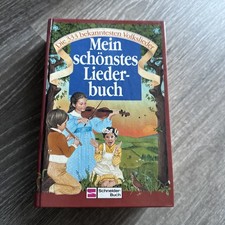 Die 333 bekanntesten Volkslieder
Mein
schönstes
Lieder-
buch
Schneider
Buch